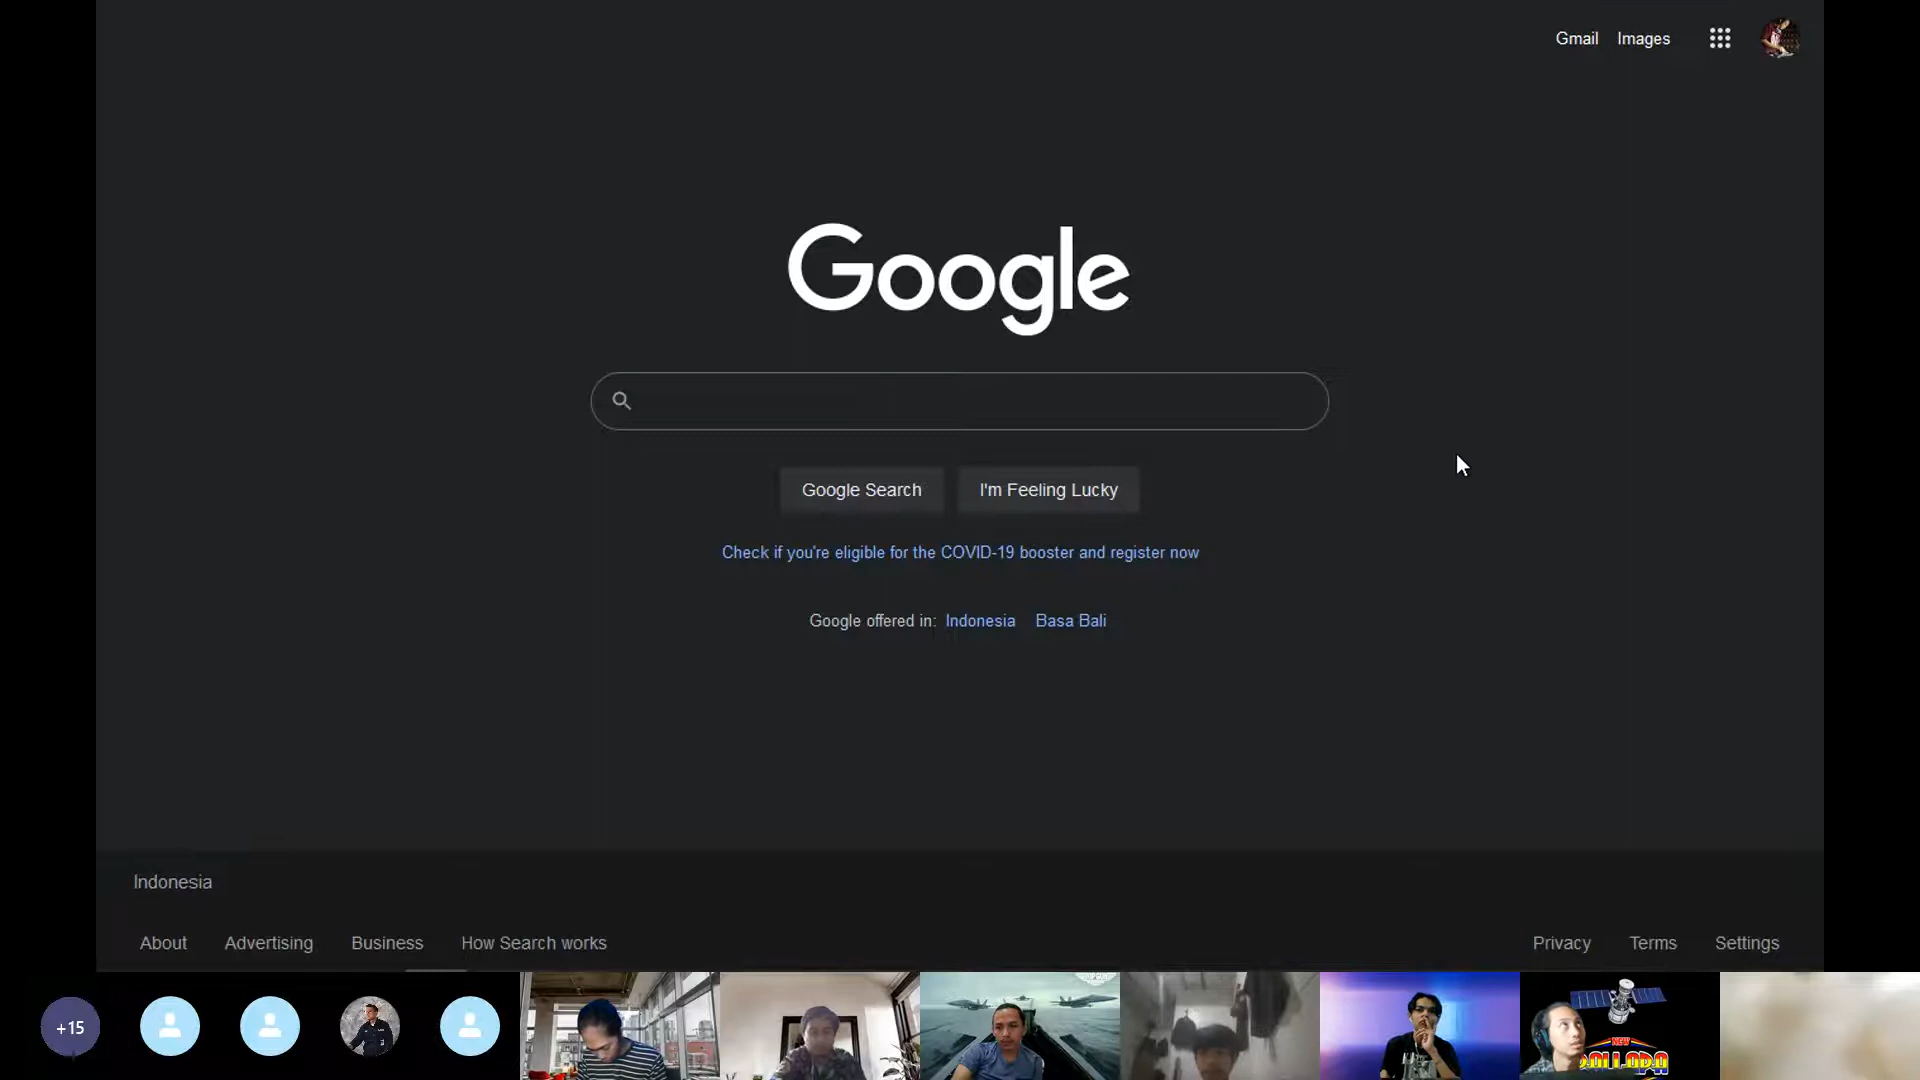 Gmail Images
Google
Google Search I'm Feeling Lucky
Check if you're eligible for the COVID-19 booster and register now
Google offered in: Indonesia Basa Bali
Indonesia
About Advertising Business How Search works Privacy Terms Settings
+15
NEW